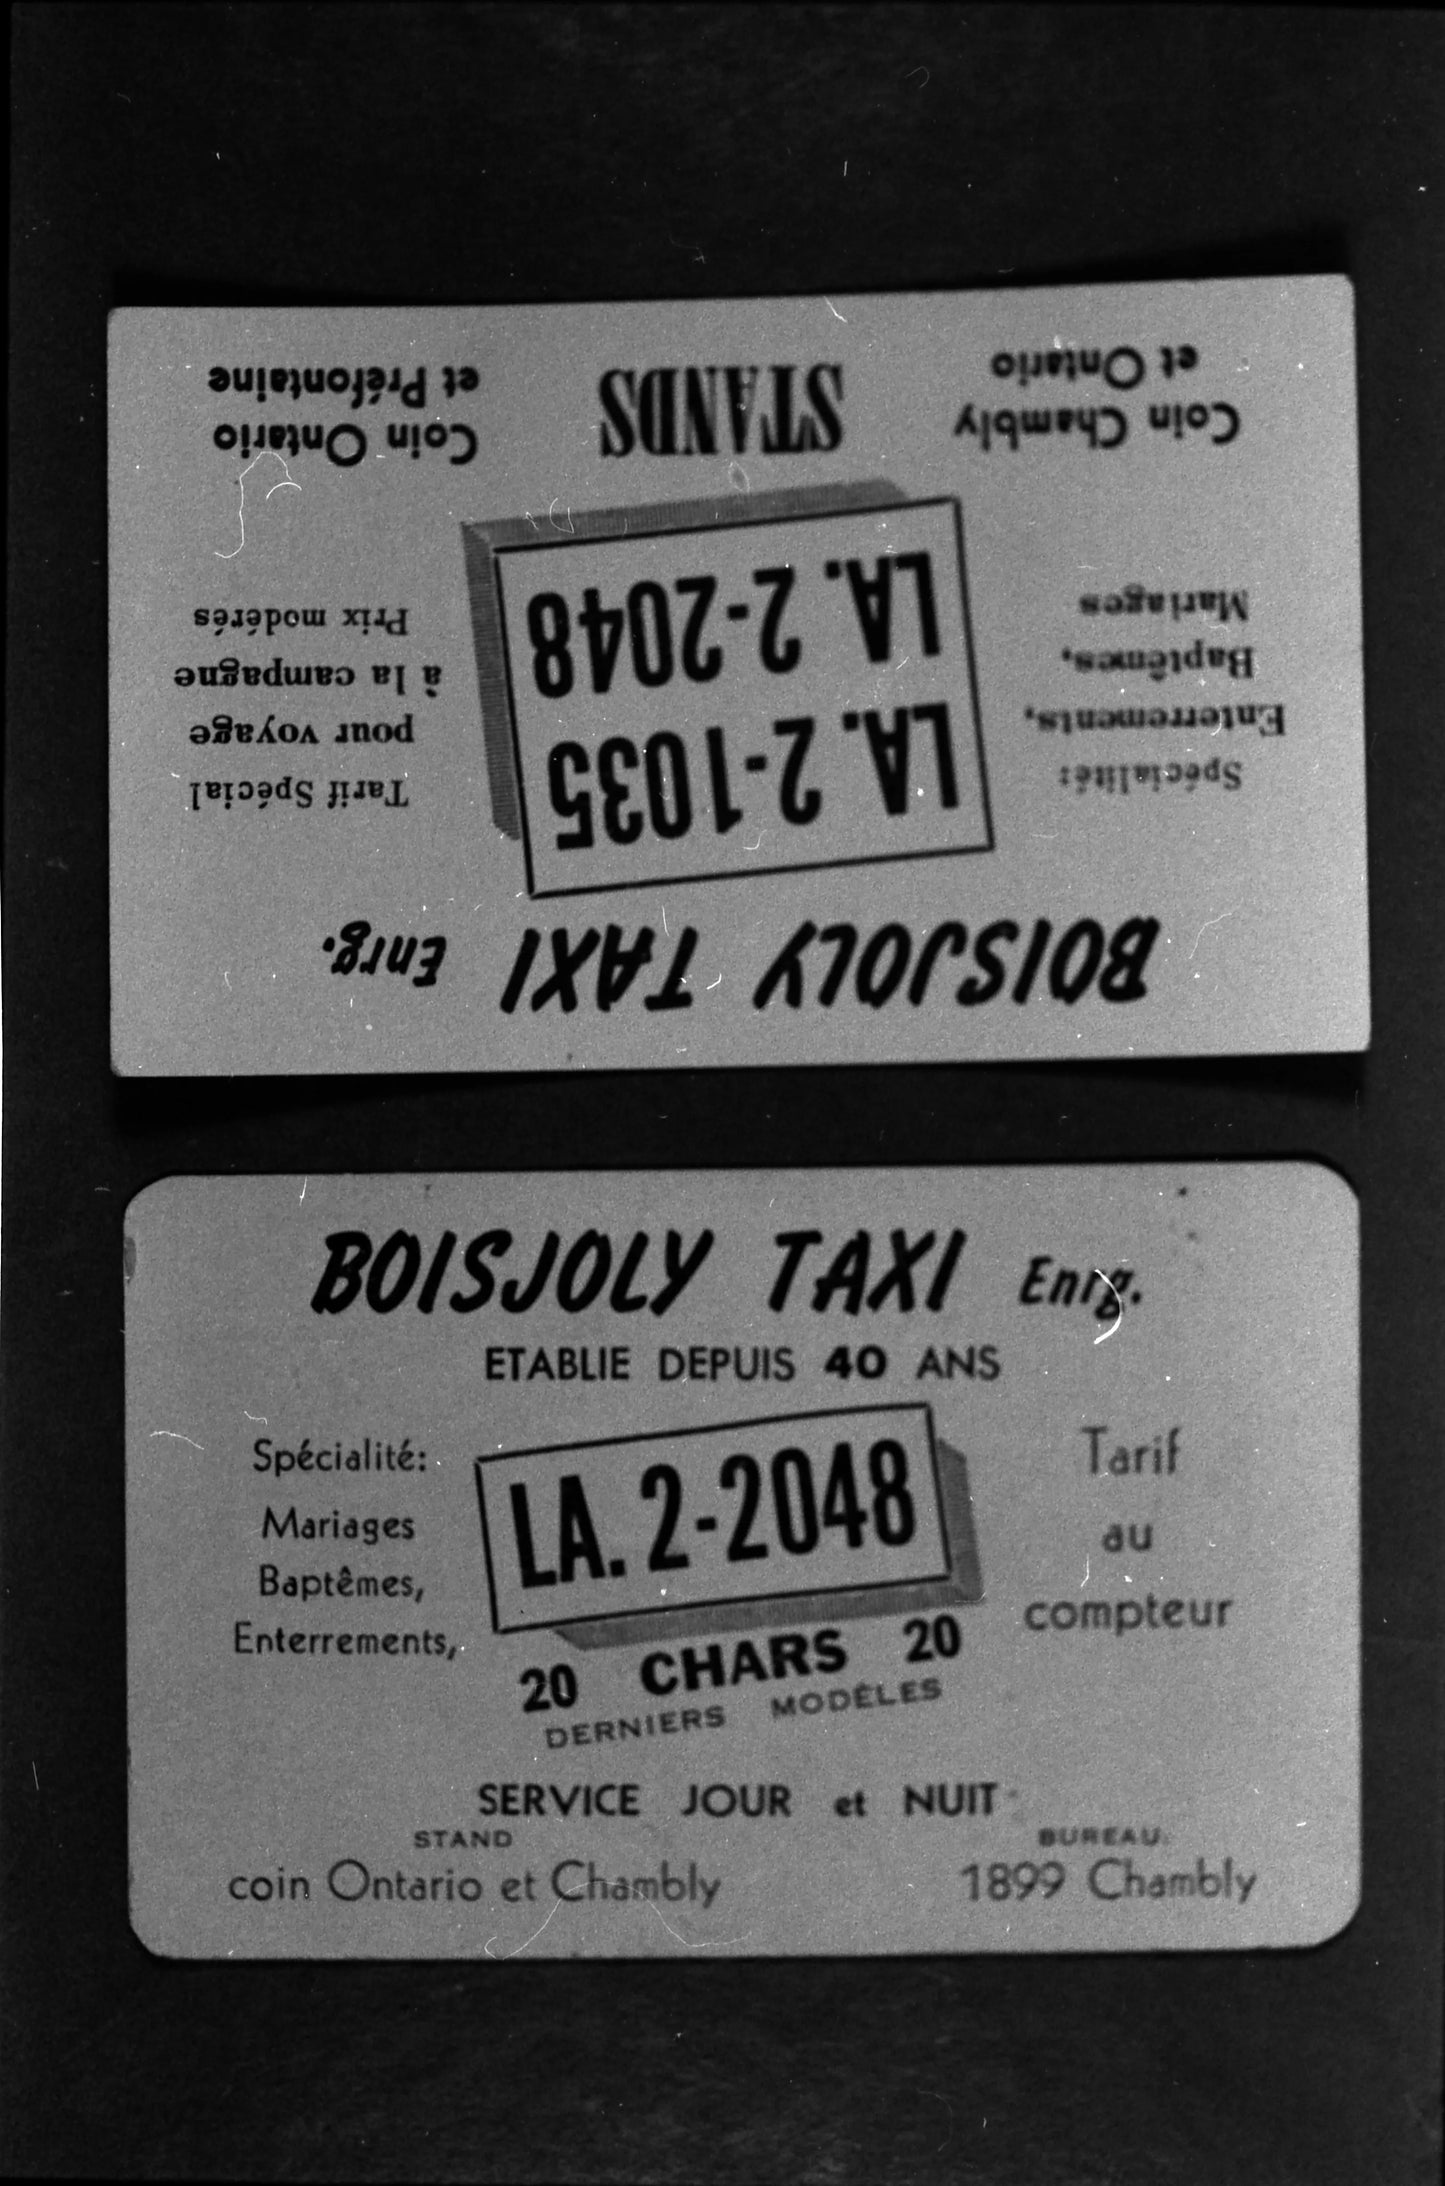 BOISJOLY TAXI Enrg.
Spécialité:
Enterrements,
Baptêmes,
Mariages
LA. 2-1035
LA. 2-2048
Tarif Spécial
pour voyage
à la campagne
Prix modérés
Coin Chambly
et Ontario
STANDS
Coin Ontario
et Préfontaine
BOISJOLY TAXI Enrg.
ETABLIE DEPUIS 40 ANS
Spécialité:
Mariages
Baptêmes,
Enterrements,
LA. 2-2048
20 CHARS 20
DERNIERS MODÈLES
Tarif
au
compteur
SERVICE JOUR et NUIT
STAND
coin Ontario et Chambly
BUREAU
1899 Chambly